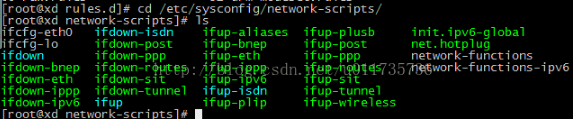 [root@xd rules.d]# cd /etc/sysconfig/network-scripts/
[root@xd network-scripts]# ls
ifcfg-eth0 ifdown-isdn ifup-aliases ifup-plusb init.ipv6-global
ifcfg-lo ifdown-post ifup-bnep ifup-post net.hotplug
ifdown ifdown-ppp ifup-eth ifup-ppp network-functions
ifdown-bnep ifdown-routes ifup-ippp ifup-routes network-functions-ipv6
ifdown-eth ifdown-sit ifup-ipv6 ifup-sit
ifdown-ippp ifdown-tunnel ifup-isdn ifup-tunnel
ifdown-ipv6 ifup ifup-plip ifup-wireless
[root@xd network-scripts]#